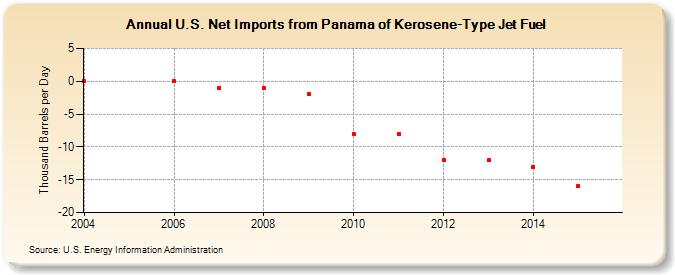 Annual U.S. Net Imports from Panama of Kerosene-Type Jet Fuel
Thousand Barrels per Day
5
0
-5
-10
-15
-20
2004 2006 2008 2010 2012 2014
Source: U.S. Energy Information Administration